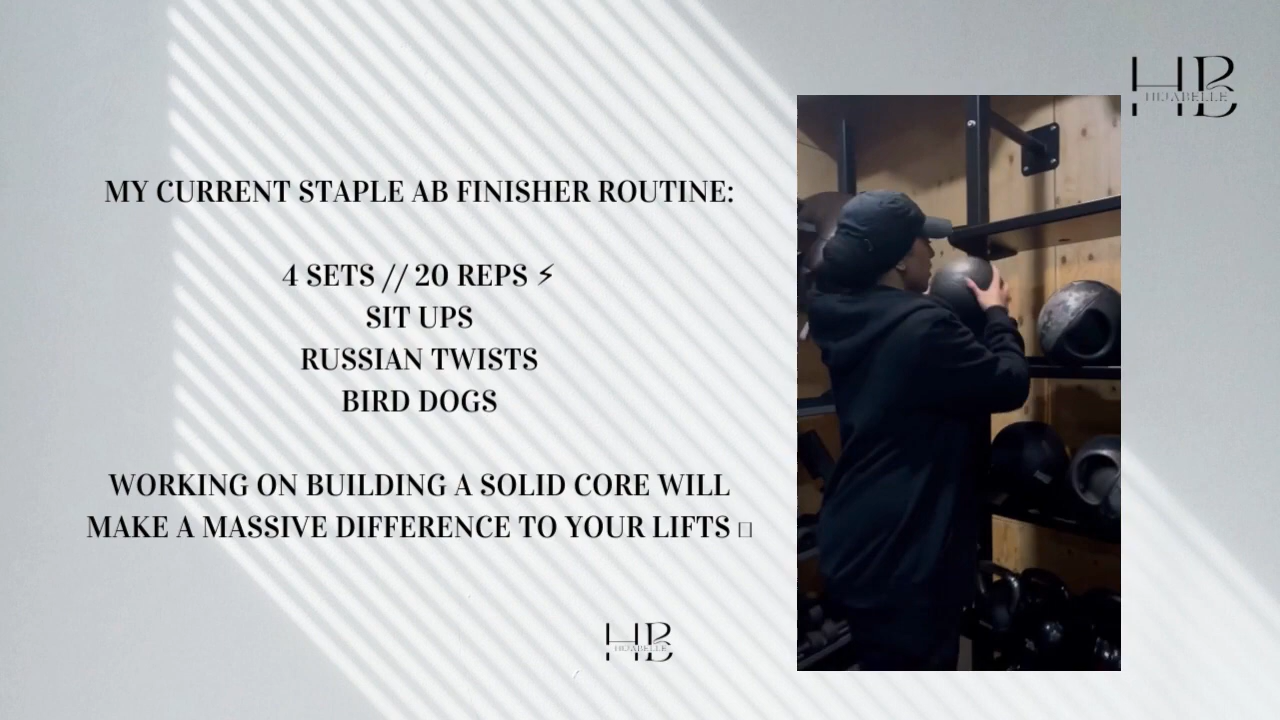 MY CURRENT STAPLE AB FINISHER ROUTINE:
4 SETS // 20 REPS ⚡
SIT UPS
RUSSIAN TWISTS
BIRD DOGS
WORKING ON BUILDING A SOLID CORE WILL
MAKE A MASSIVE DIFFERENCE TO YOUR LIFTS □
HB
HIJABELLE
HB
HIJABELLE